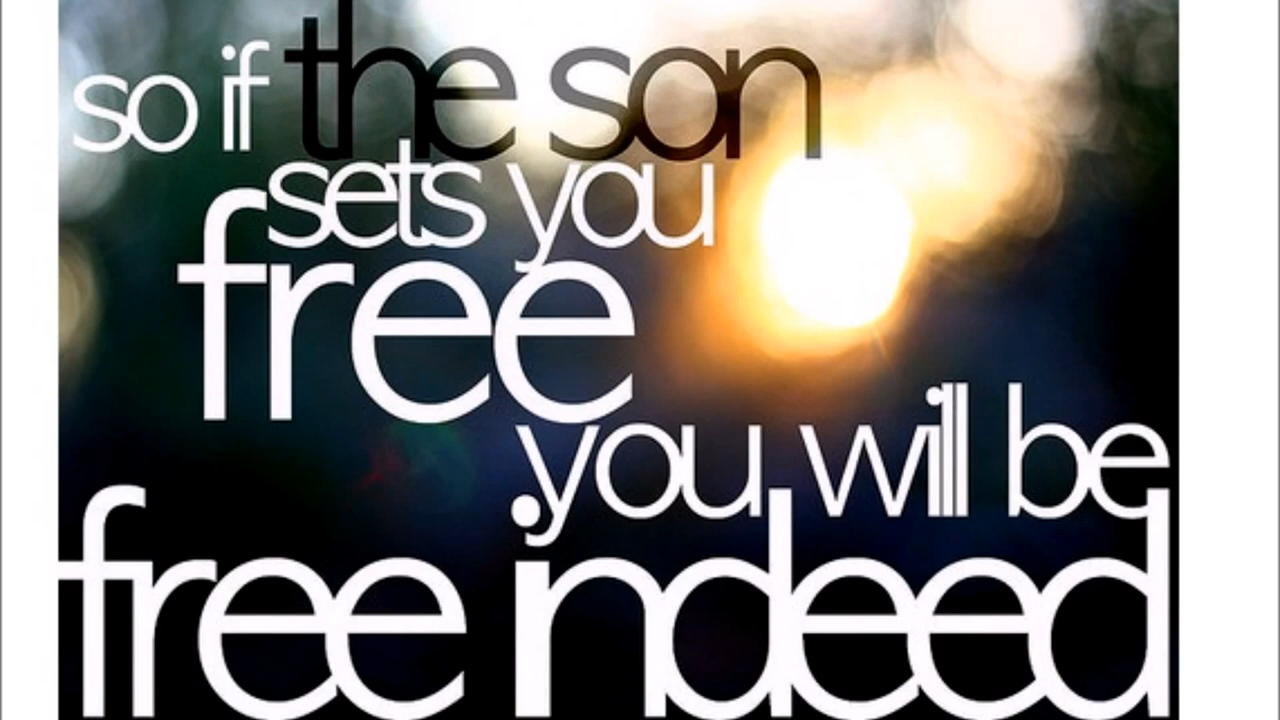 so if the son
sets you
free
you will be
free indeed